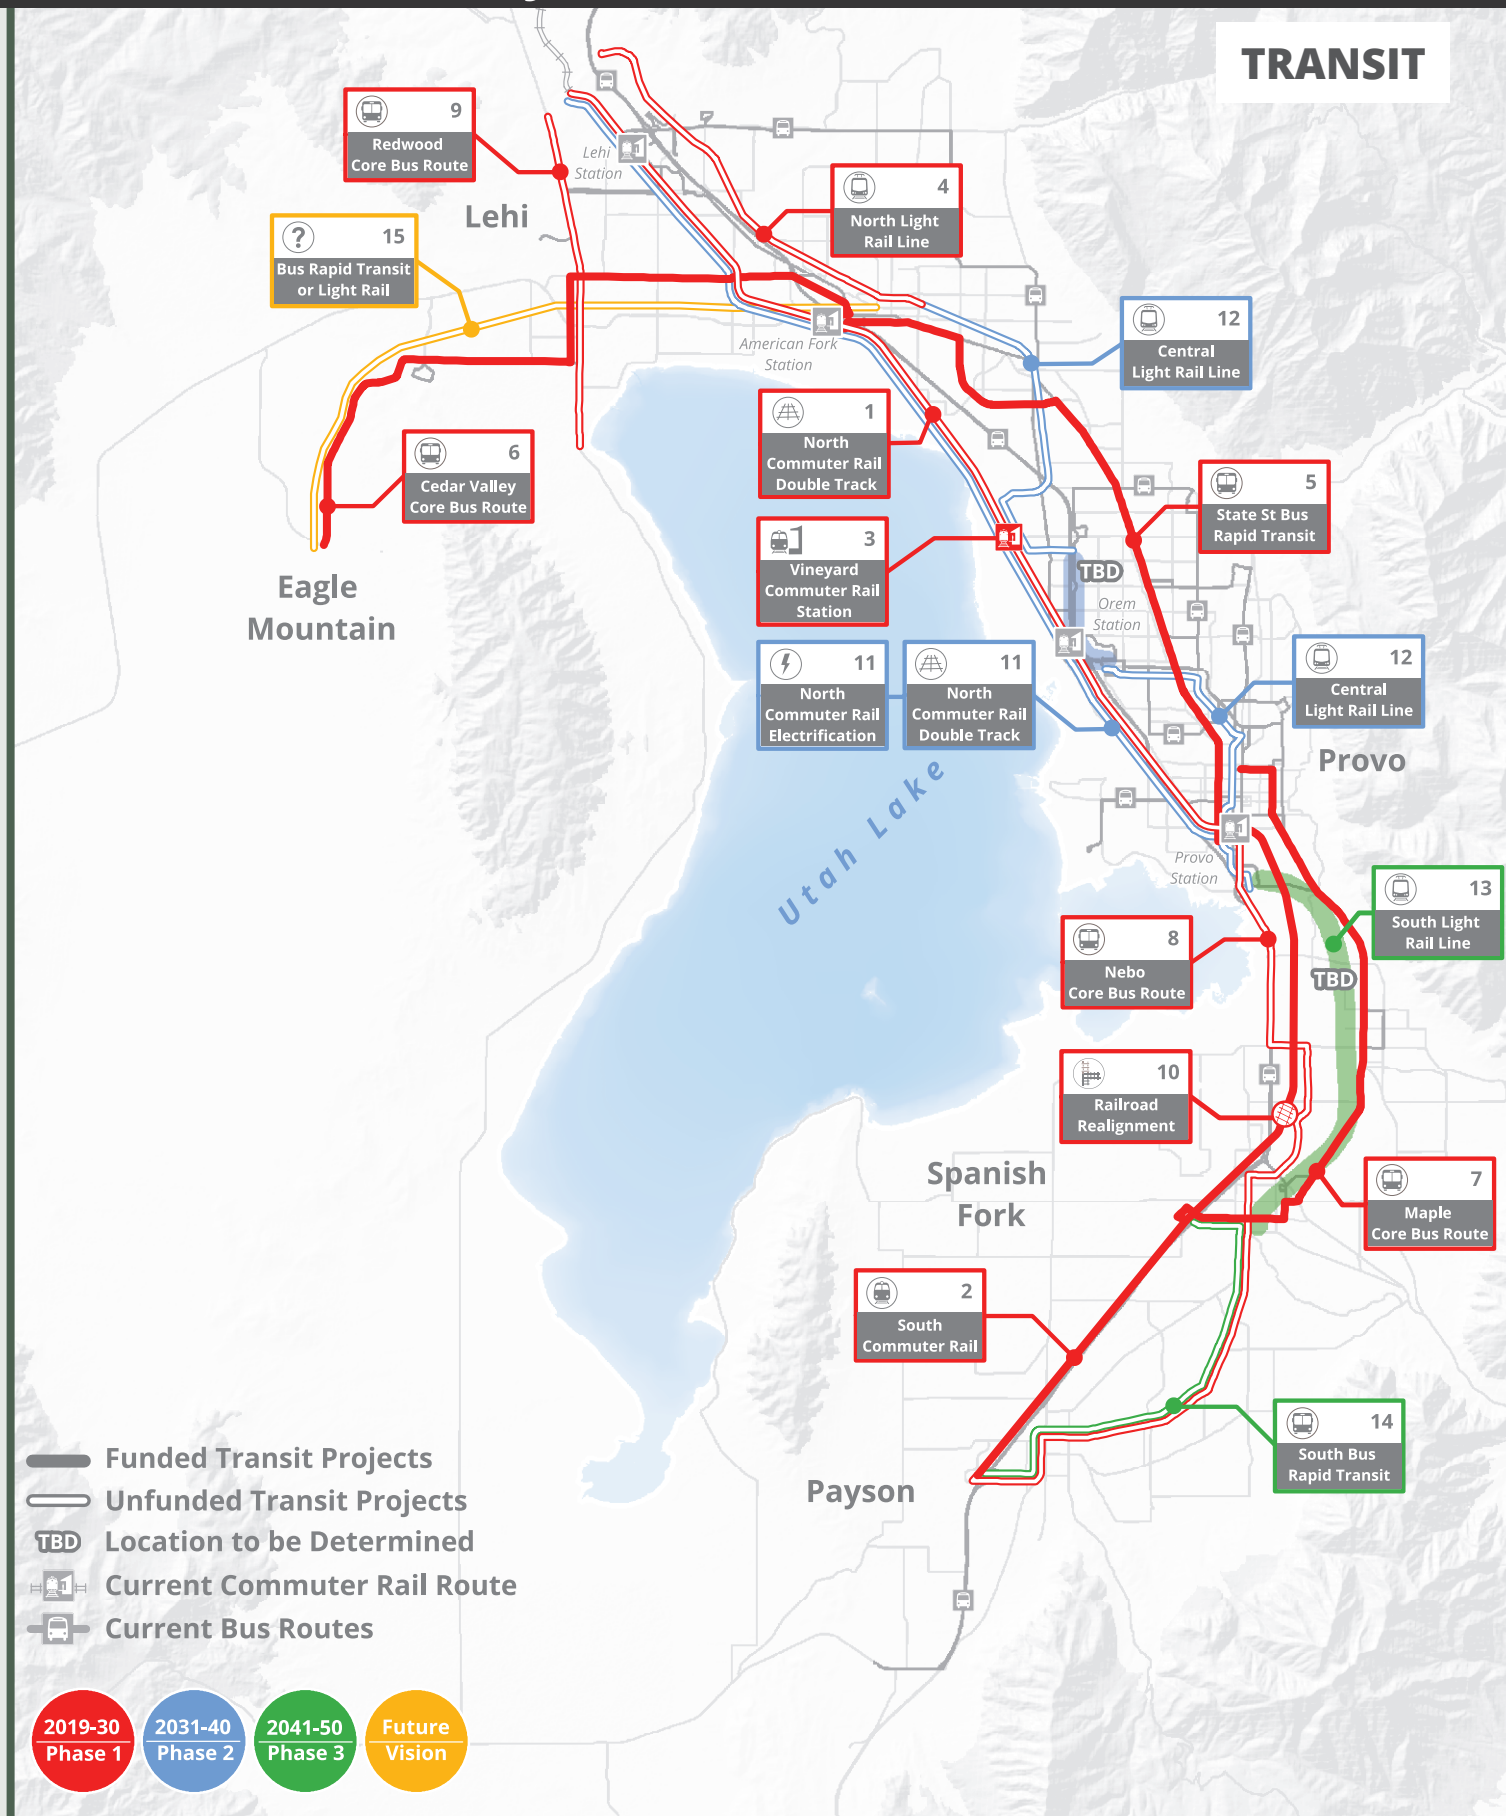 TRANSIT
9
Redwood
Core Bus Route
Lehi
Station
4
North Light
Rail Line
Lehi
15
Bus Rapid Transit
or Light Rail
12
Central
Light Rail Line
American Fork
Station
1
North
Commuter Rail
Double Track
6
Cedar Valley
Core Bus Route
5
State St Bus
Rapid Transit
3
Vineyard
Commuter Rail
Station
TBD
Orem
Station
Eagle
Mountain
11
North
Commuter Rail
Electrification
11
North
Commuter Rail
Double Track
12
Central
Light Rail Line
Provo
Utah Lake
Provo
Station
13
South Light
Rail Line
8
Nebo
Core Bus Route
TBD
10
Railroad
Realignment
Spanish
Fork
7
Maple
Core Bus Route
2
South
Commuter Rail
14
South Bus
Rapid Transit
Payson
Funded Transit Projects
Unfunded Transit Projects
TBD Location to be Determined
Current Commuter Rail Route
Current Bus Routes
2019-30
Phase 1
2031-40
Phase 2
2041-50
Phase 3
Future
Vision